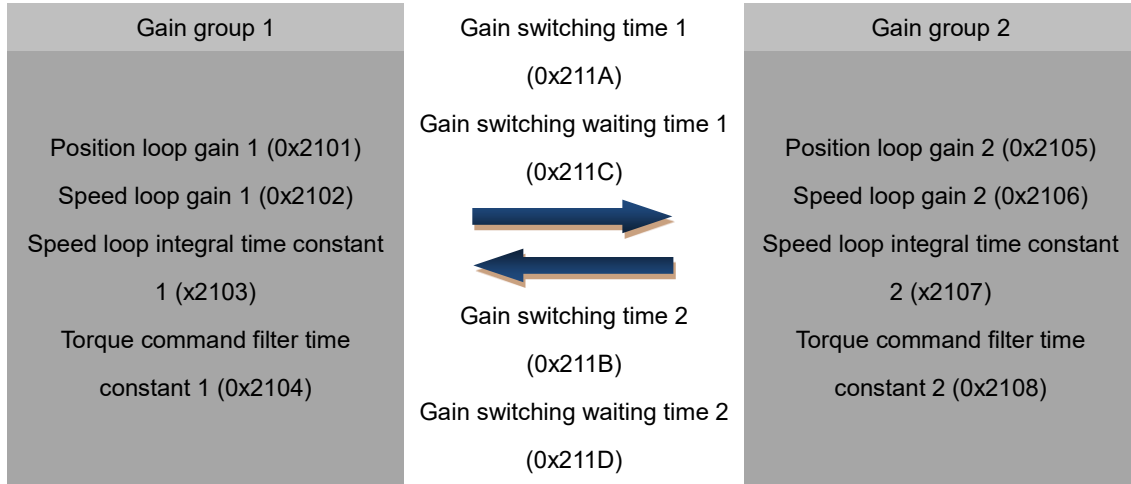 Gain group 1
Position loop gain 1 (0x2101)
Speed loop gain 1 (0x2102)
Speed loop integral time constant
1 (x2103)
Torque command filter time
constant 1 (0x2104)
Gain switching time 1
(0x211A)
Gain switching waiting time 1
(0x211C)
Gain switching time 2
(0x211B)
Gain switching waiting time 2
(0x211D)
Gain group 2
Position loop gain 2 (0x2105)
Speed loop gain 2 (0x2106)
Speed loop integral time constant
2 (x2107)
Torque command filter time
constant 2 (0x2108)